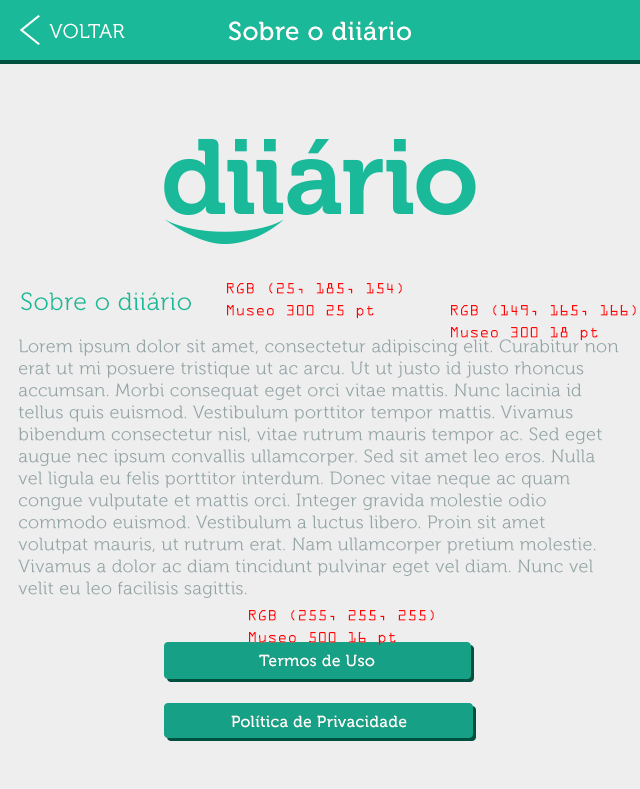 VOLTAR
Sobre o diiário
diiário
RGB (25, 185, 154)
Sobre o diiário
Museo 300 25 pt
RGB (149, 165, 166)
Museo 300 18 pt
Lorem ipsum dolor sit amet, consectetur adipiscing elit. Curabitur non
erat ut mi posuere tristique ut ac arcu. Ut ut justo id justo rhoncus
accumsan. Morbi consequat eget orci vitae mattis. Nunc lacinia id
tellus quis euismod. Vestibulum porttitor tempor mattis. Vivamus
bibendum consectetur nisl, vitae rutrum mauris tempor ac. Sed eget
augue nec ipsum convallis ullamcorper. Sed sit amet leo eros. Nulla
vel ligula eu felis porttitor interdum. Donec vitae neque ac quam
congue vulputate et mattis orci. Integer gravida molestie odio
commodo euismod. Vestibulum a luctus libero. Proin sit amet
volutpat mauris, ut rutrum erat. Nam ullamcorper pretium molestie.
Vivamus a dolor ac diam tincidunt pulvinar eget vel diam. Nunc vel
velit eu leo facilisis sagittis.
RGB (255, 255, 255)
Museo 500 16 pt
Termos de Uso
Política de Privacidade